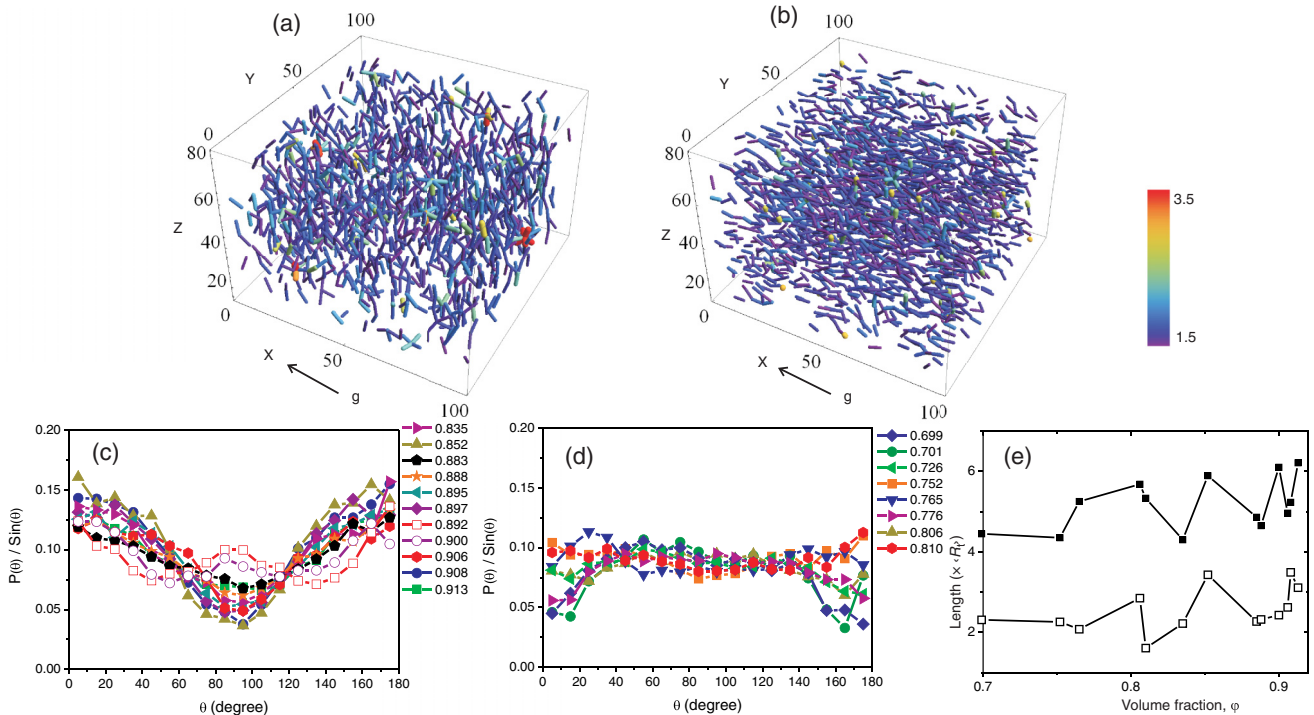 (a)
100
Y
50
0
80
60
Z
40
20
0
X
50
g
100
(b)
100
Y
50
0
80
60
Z
40
20
0
X
50
g
100
3.5
1.5
(c)
P(θ) / Sin(θ)
0.20
0.15
0.10
0.05
0.00
0 20 40 60 80 100 120 140 160 180
θ (degree)
0.835
0.852
0.883
0.888
0.895
0.897
0.892
0.900
0.906
0.908
0.913
(d)
P(θ) / Sin(θ)
0.20
0.15
0.10
0.05
0.00
0 20 40 60 80 100 120 140 160 180
θ (degree)
0.699
0.701
0.726
0.752
0.765
0.776
0.806
0.810
(e)
Length (× ‹Rt›)
6
4
2
0.7 0.8 0.9
Volume fraction, φ